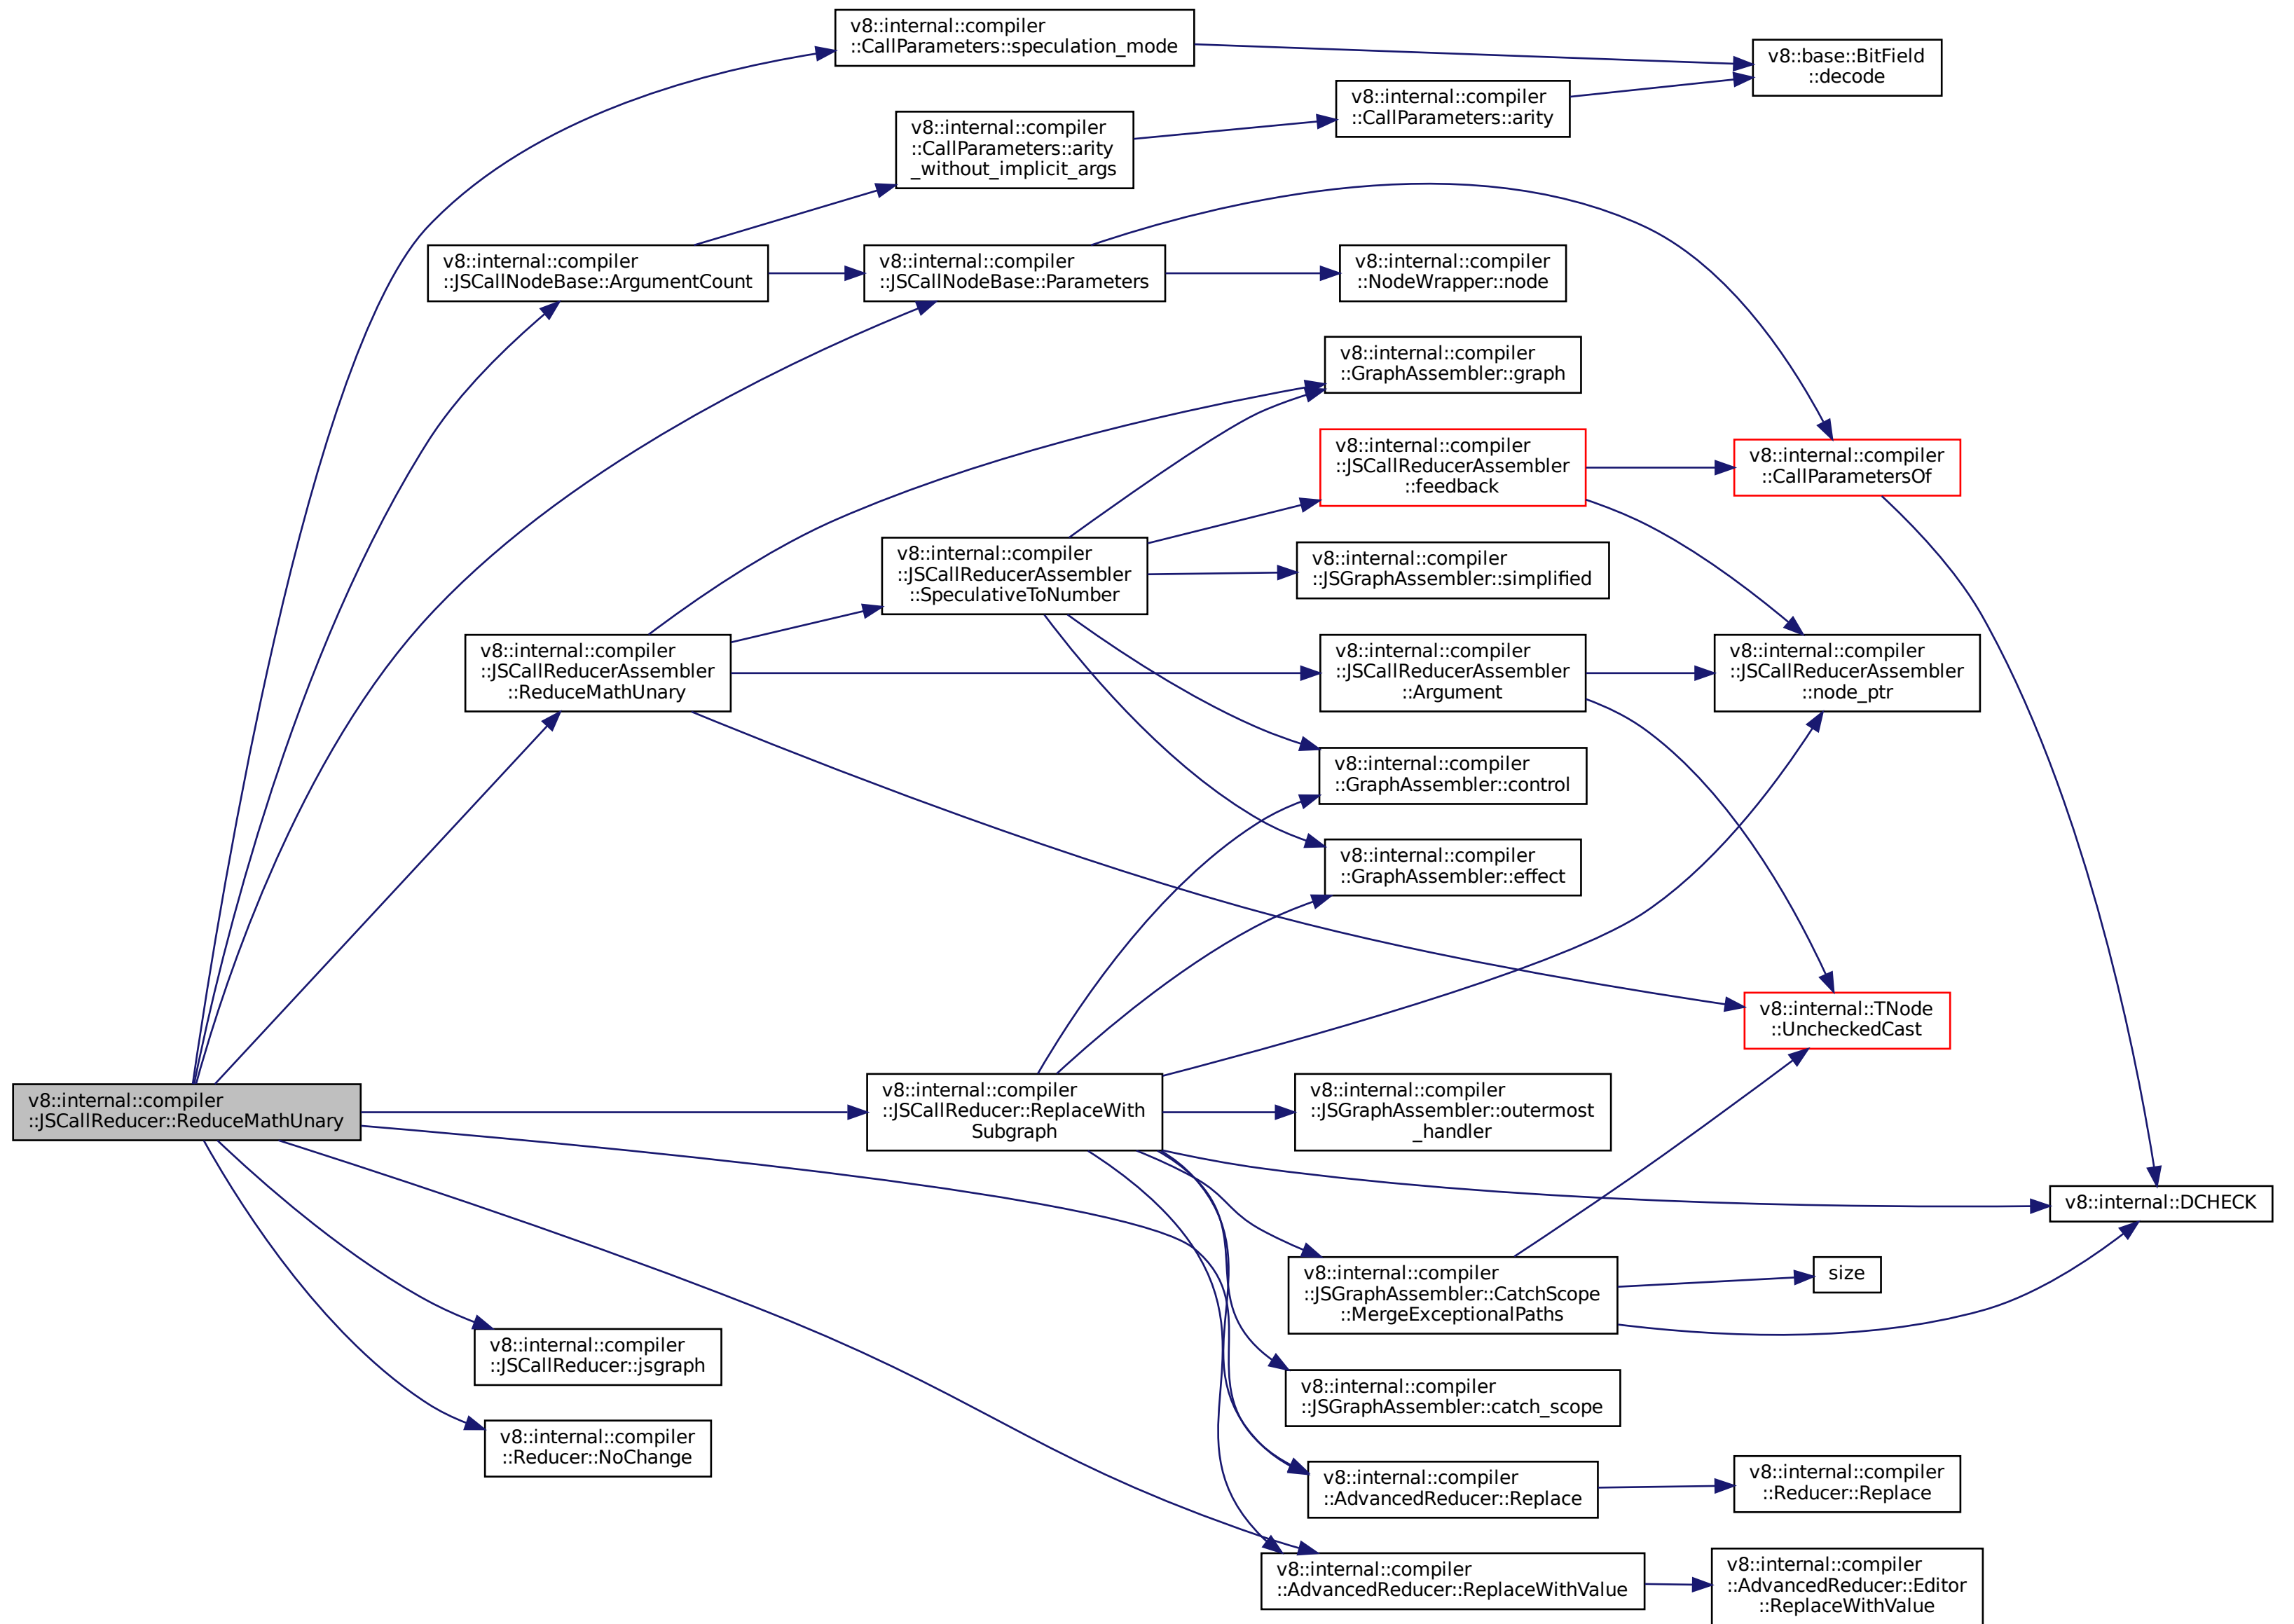 v8::internal::compiler
::CallParameters::speculation_mode
v8::base::BitField
::decode
v8::internal::compiler
::CallParameters::arity
v8::internal::compiler
::CallParameters::arity
_without_implicit_args
v8::internal::compiler
::JSCallNodeBase::ArgumentCount
v8::internal::compiler
::JSCallNodeBase::Parameters
v8::internal::compiler
::NodeWrapper::node
v8::internal::compiler
::GraphAssembler::graph
v8::internal::compiler
::JSCallReducerAssembler
::feedback
v8::internal::compiler
::CallParametersOf
v8::internal::compiler
::JSCallReducerAssembler
::SpeculativeToNumber
v8::internal::compiler
::JSGraphAssembler::simplified
v8::internal::compiler
::JSCallReducerAssembler
::ReduceMathUnary
v8::internal::compiler
::JSCallReducerAssembler
::Argument
v8::internal::compiler
::JSCallReducerAssembler
::node_ptr
v8::internal::compiler
::GraphAssembler::control
v8::internal::compiler
::GraphAssembler::effect
v8::internal::TNode
::UncheckedCast
v8::internal::compiler
::JSCallReducer::ReduceMathUnary
v8::internal::compiler
::JSCallReducer::ReplaceWith
Subgraph
v8::internal::compiler
::JSGraphAssembler::outermost
_handler
v8::internal::DCHECK
v8::internal::compiler
::JSGraphAssembler::CatchScope
::MergeExceptionalPaths
size
v8::internal::compiler
::JSCallReducer::jsgraph
v8::internal::compiler
::JSGraphAssembler::catch_scope
v8::internal::compiler
::Reducer::NoChange
v8::internal::compiler
::AdvancedReducer::Replace
v8::internal::compiler
::Reducer::Replace
v8::internal::compiler
::AdvancedReducer::ReplaceWithValue
v8::internal::compiler
::AdvancedReducer::Editor
::ReplaceWithValue